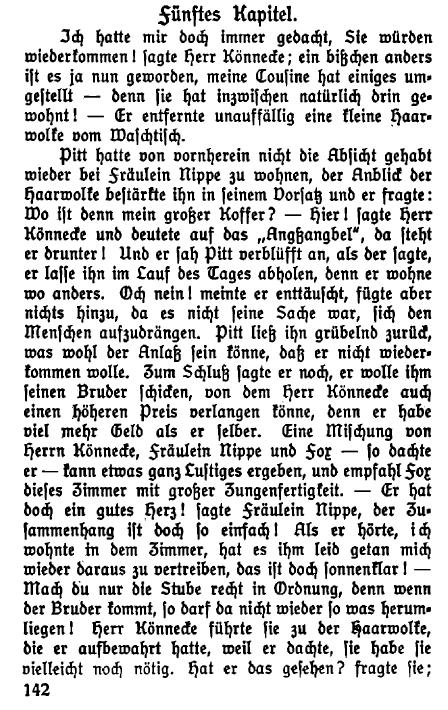 Fünftes Kapitel.
Ich hatte mir doch immer gedacht, Sie würden
wiederkommen! sagte Herr Könnecke; ein bißchen anders
ist es ja nun geworden, meine Cousine hat einiges um-
gestellt — denn sie hat inzwischen natürlich drin ge-
wohnt! — Er entfernte unauffällig eine kleine Haar-
wolke vom Waschtisch.
Pitt hatte von vornherein nicht die Absicht gehabt
wieder bei Fräulein Nippe zu wohnen, der Anblick der
Haarwolke bestärkte ihn in seinem Vorsatz und er fragte:
Wo ist denn mein großer Koffer? — Hier! sagte Herr
Könnecke und deutete auf das „Angßangbel“, da steht
er drunter! Und er sah Pitt verblüfft an, als der sagte,
er lasse ihn im Lauf des Tages abholen, denn er wohne
wo anders. Och nein! meinte er enttäuscht, fügte aber
nichts hinzu, da es nicht seine Sache war, sich den
Menschen aufzudrängen. Pitt ließ ihn grübelnd zurück,
was wohl der Anlaß sein könne, daß er nicht wieder-
kommen wolle. Zum Schluß sagte er noch, er wolle ihm
seinen Bruder schicken, von dem Herr Könnecke auch
einen höheren Preis verlangen könne, denn er habe
viel mehr Geld als er selber. Eine Mischung von
Herrn Könnecke, Fräulein Nippe und Fox — so dachte
er — kann etwas ganz Lustiges ergeben, und empfahl Fox
dieses Zimmer mit großer Zungenfertigkeit. — Er hat
doch ein gutes Herz! sagte Fräulein Nippe, der Zu-
sammenhang ist doch so einfach! Als er hörte, ich
wohnte in dem Zimmer, hat es ihm leid getan mich
wieder daraus zu vertreiben, das ist doch sonnenklar! —
Mach du nur die Stube recht in Ordnung, denn wenn
der Bruder kommt, so darf da nicht wieder so was herum-
liegen! Herr Könnecke führte sie zu der Haarwolke,
die er aufbewahrt hatte, weil er dachte, sie habe sie
vielleicht noch nötig. Hat er das gesehen? fragte sie;
142